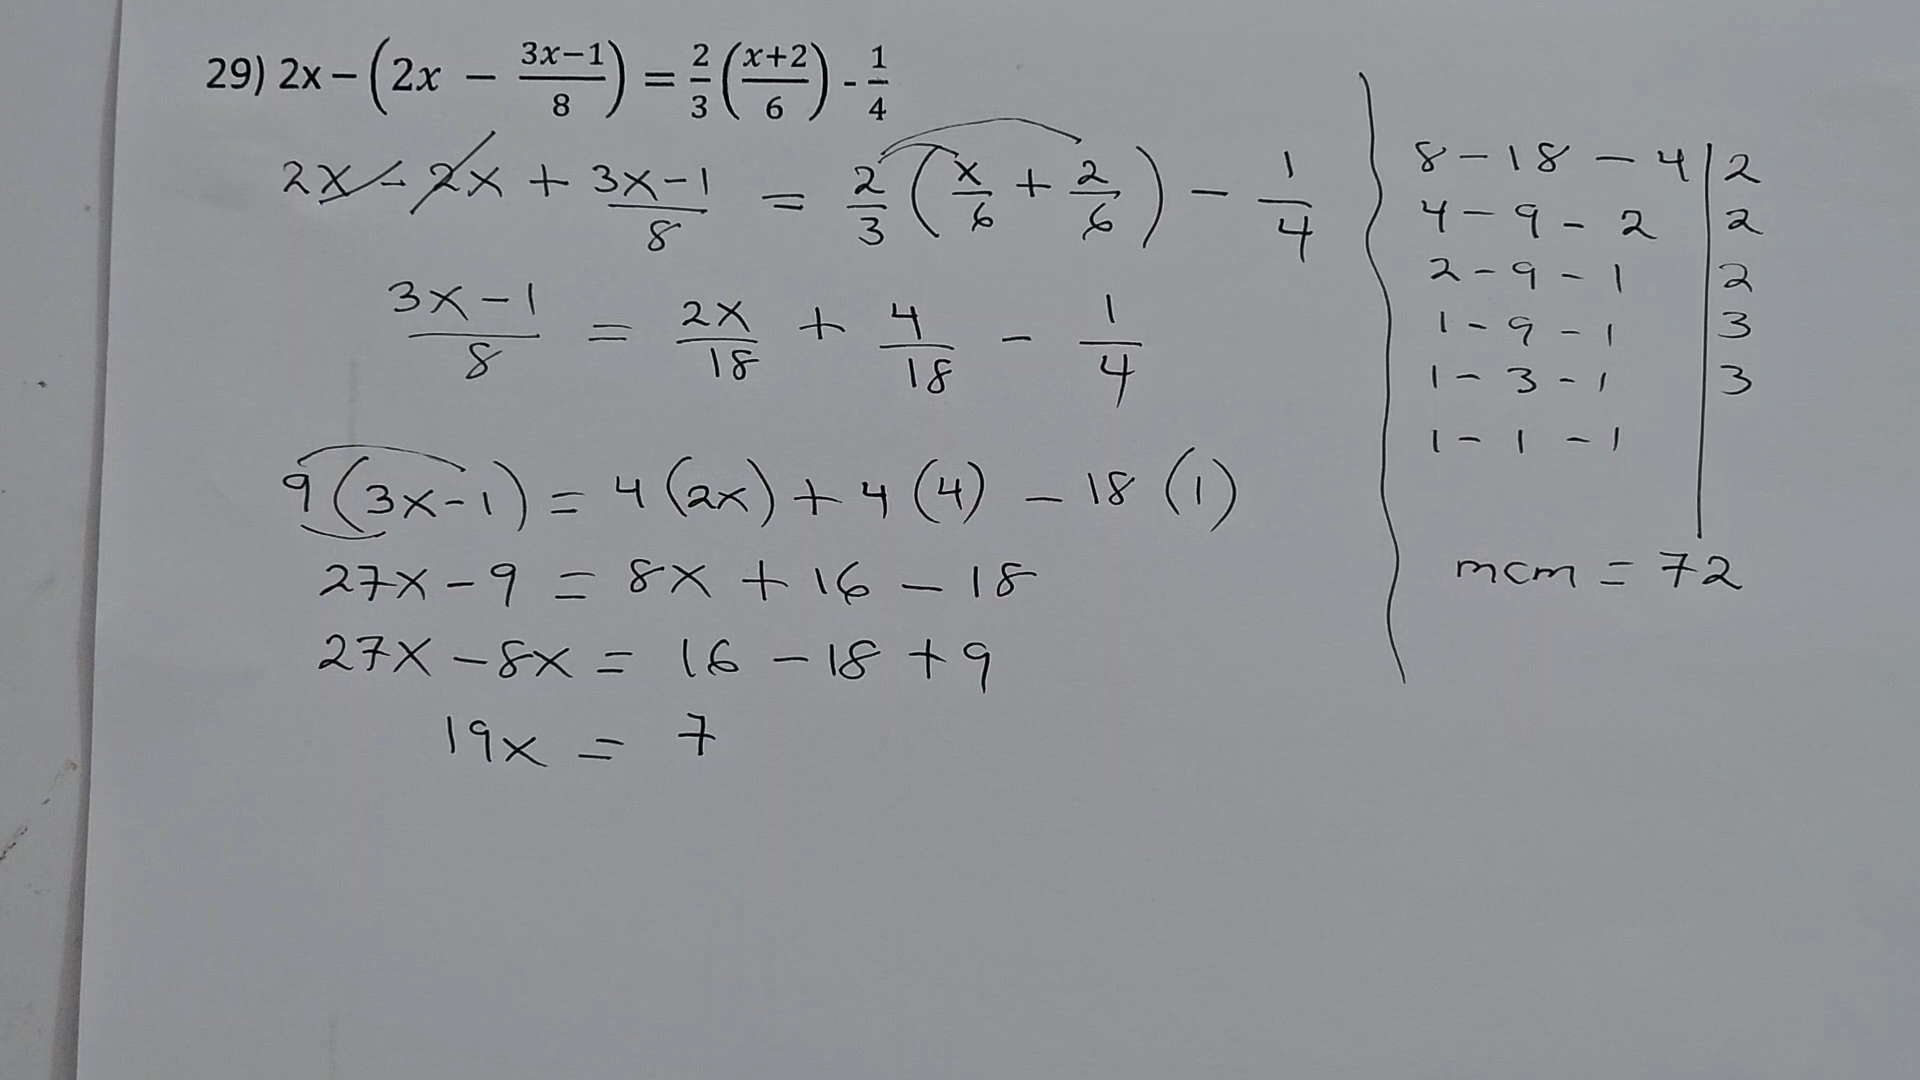 29) 2x – (2x – (3x−1)/8) = 2/3 ((x+2)/6) - 1/4
2x - 2x + (3x-1)/8 = 2/3 (x/6 + 2/6) - 1/4
(3x-1)/8 = 2x/18 + 4/18 - 1/4
9(3x-1) = 4(2x) + 4(4) - 18(1)
27x - 9 = 8x + 16 - 18
27x - 8x = 16 - 18 + 9
19x = 7
8 - 18 - 4 | 2
4 - 9 - 2 | 2
2 - 9 - 1 | 2
1 - 9 - 1 | 3
1 - 3 - 1 | 3
1 - 1 - 1
mcm = 72